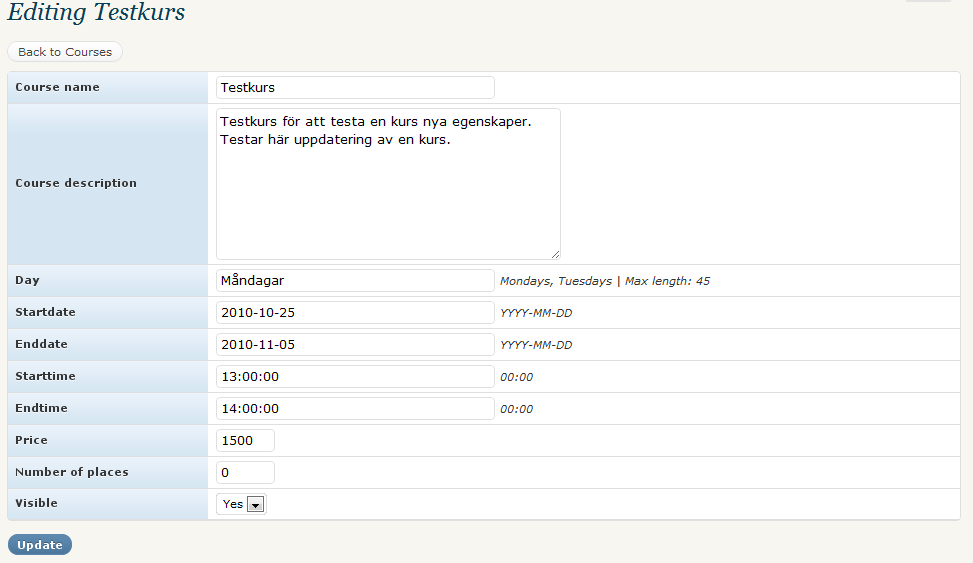 Editing Testkurs
Back to Courses
Course name Testkurs
Course description Testkurs för att testa en kurs nya egenskaper.
Testar här uppdatering av en kurs.
Day Måndagar Mondays, Tuesdays | Max length: 45
Startdate 2010-10-25 YYYY-MM-DD
Enddate 2010-11-05 YYYY-MM-DD
Starttime 13:00:00 00:00
Endtime 14:00:00 00:00
Price 1500
Number of places 0
Visible Yes
Update